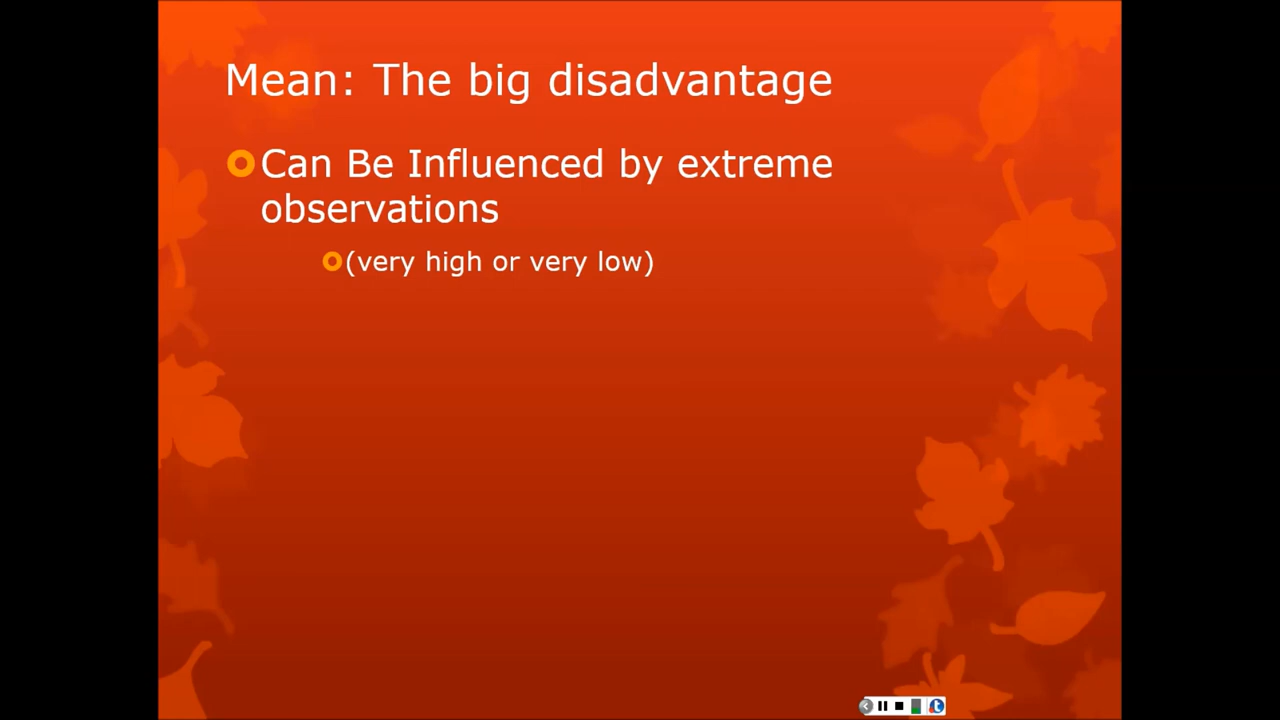 Mean: The big disadvantage
Can Be Influenced by extreme
observations
(very high or very low)